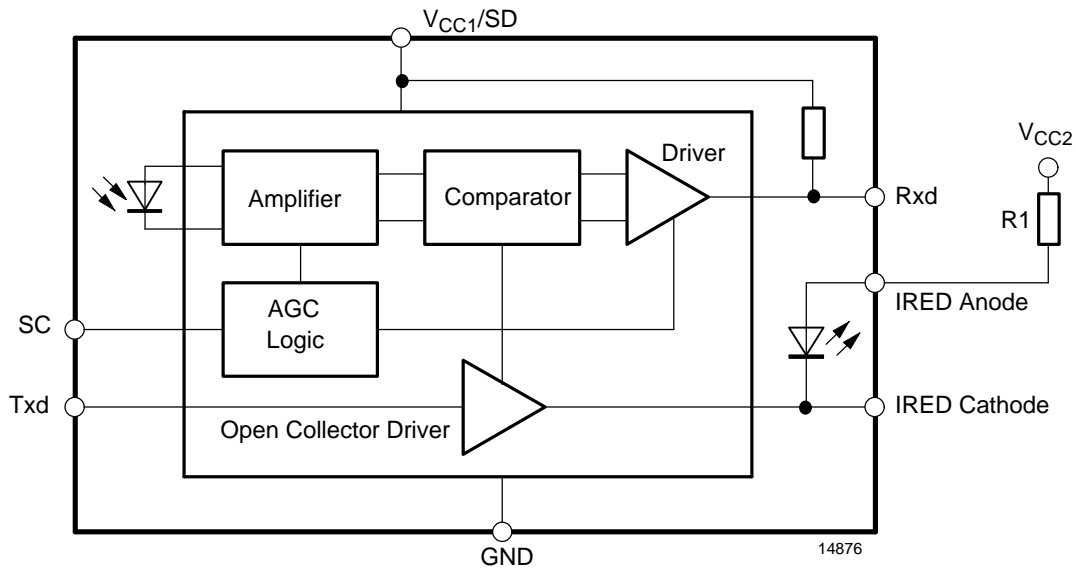 VCC1/SD
Driver
VCC2
Amplifier
Comparator
Rxd
R1
AGC
Logic
IRED Anode
SC
Txd
Open Collector Driver
IRED Cathode
GND
14876